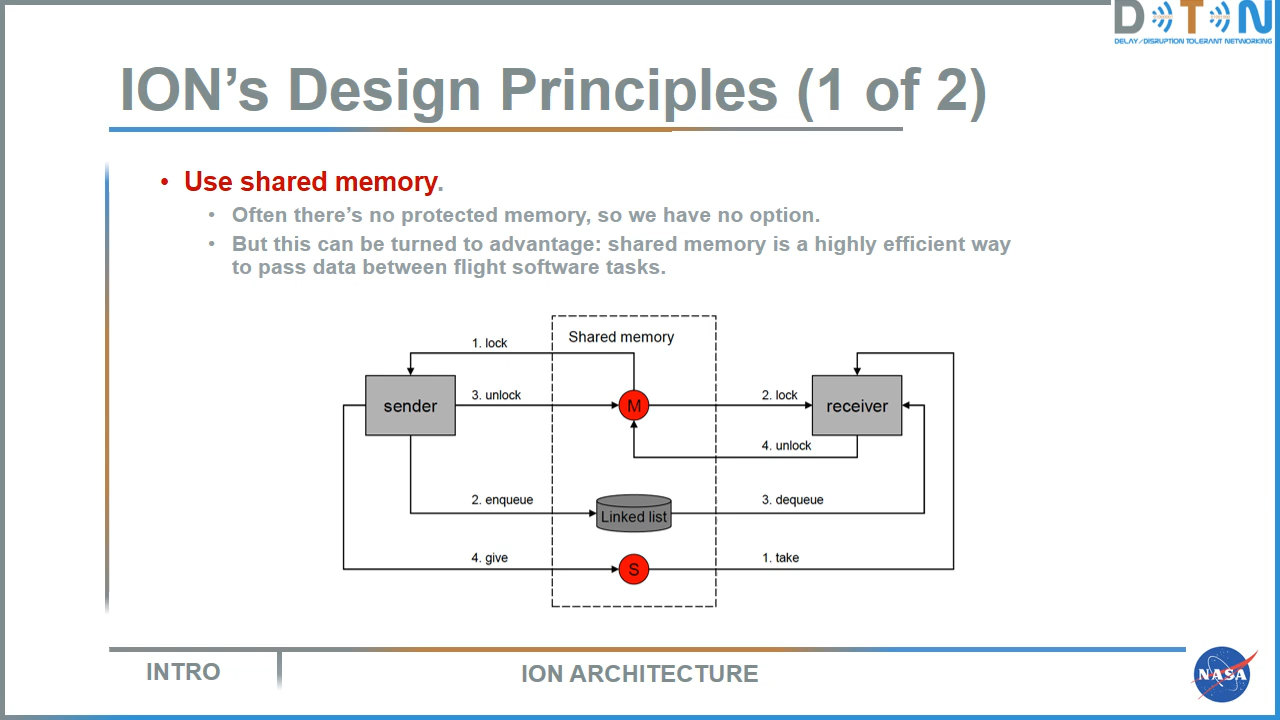 DTN
DELAY/DISRUPTION TOLERANT NETWORKING
ION’s Design Principles (1 of 2)
• Use shared memory.
• Often there’s no protected memory, so we have no option.
• But this can be turned to advantage: shared memory is a highly efficient way
to pass data between flight software tasks.
Shared memory
1. lock
sender
3. unlock
M
2. lock
receiver
4. unlock
2. enqueue
Linked list
3. dequeue
4. give
S
1. take
INTRO
ION ARCHITECTURE
NASA